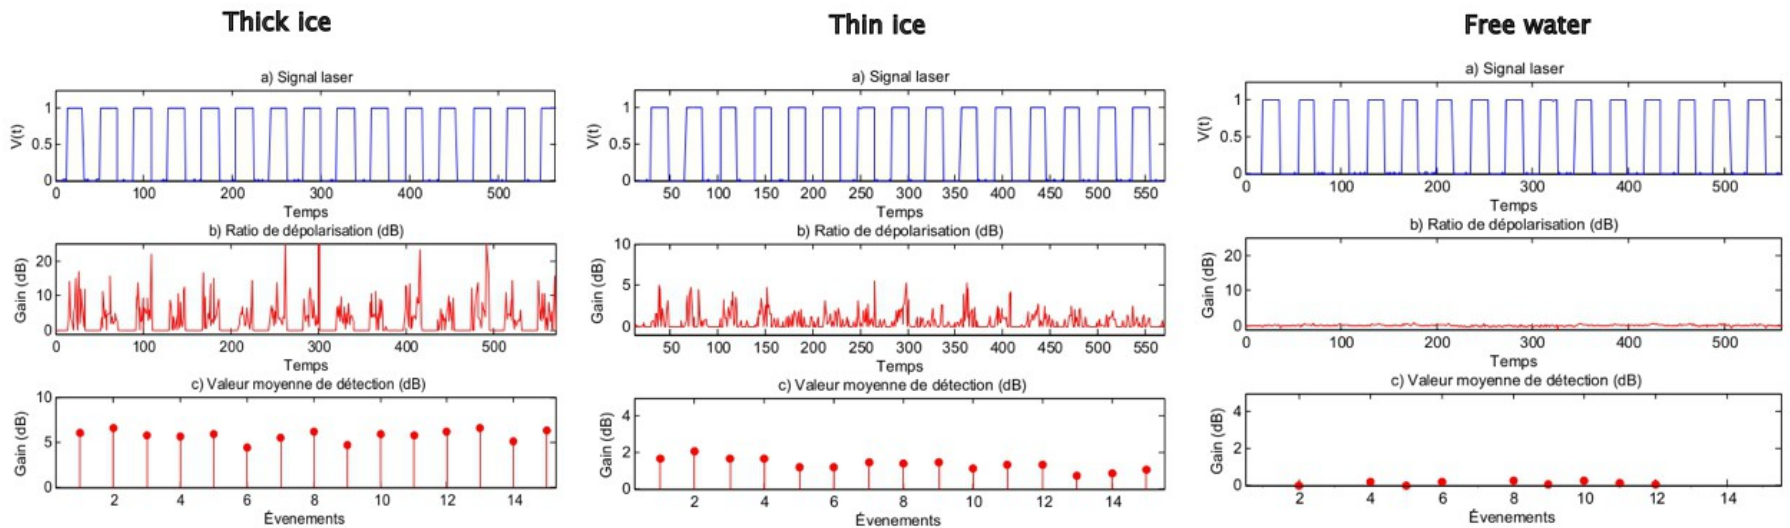 Thick ice
a) Signal laser
V(t)
1
0.5
0
0 100 200 300 400 500
Temps
b) Ratio de dépolarisation (dB)
Gain (dB)
20
10
0
0 100 200 300 400 500
Temps
c) Valeur moyenne de détection (dB)
Gain (dB)
10
5
0
2 4 6 8 10 12 14
Évenements
Thin ice
a) Signal laser
V(t)
1
0.5
0
50 100 150 200 250 300 350 400 450 500 550
Temps
b) Ratio de dépolarisation (dB)
Gain (dB)
10
5
0
50 100 150 200 250 300 350 400 450 500 550
Temps
c) Valeur moyenne de détection (dB)
Gain (dB)
4
2
0
2 4 6 8 10 12 14
Évenements
Free water
a) Signal laser
V(t)
1
0.5
0
0 100 200 300 400 500
Temps
b) Ratio de dépolarisation (dB)
Gain (dB)
20
10
0
0 100 200 300 400 500
Temps
c) Valeur moyenne de détection (dB)
Gain (dB)
4
2
0
2 4 6 8 10 12 14
Évenements